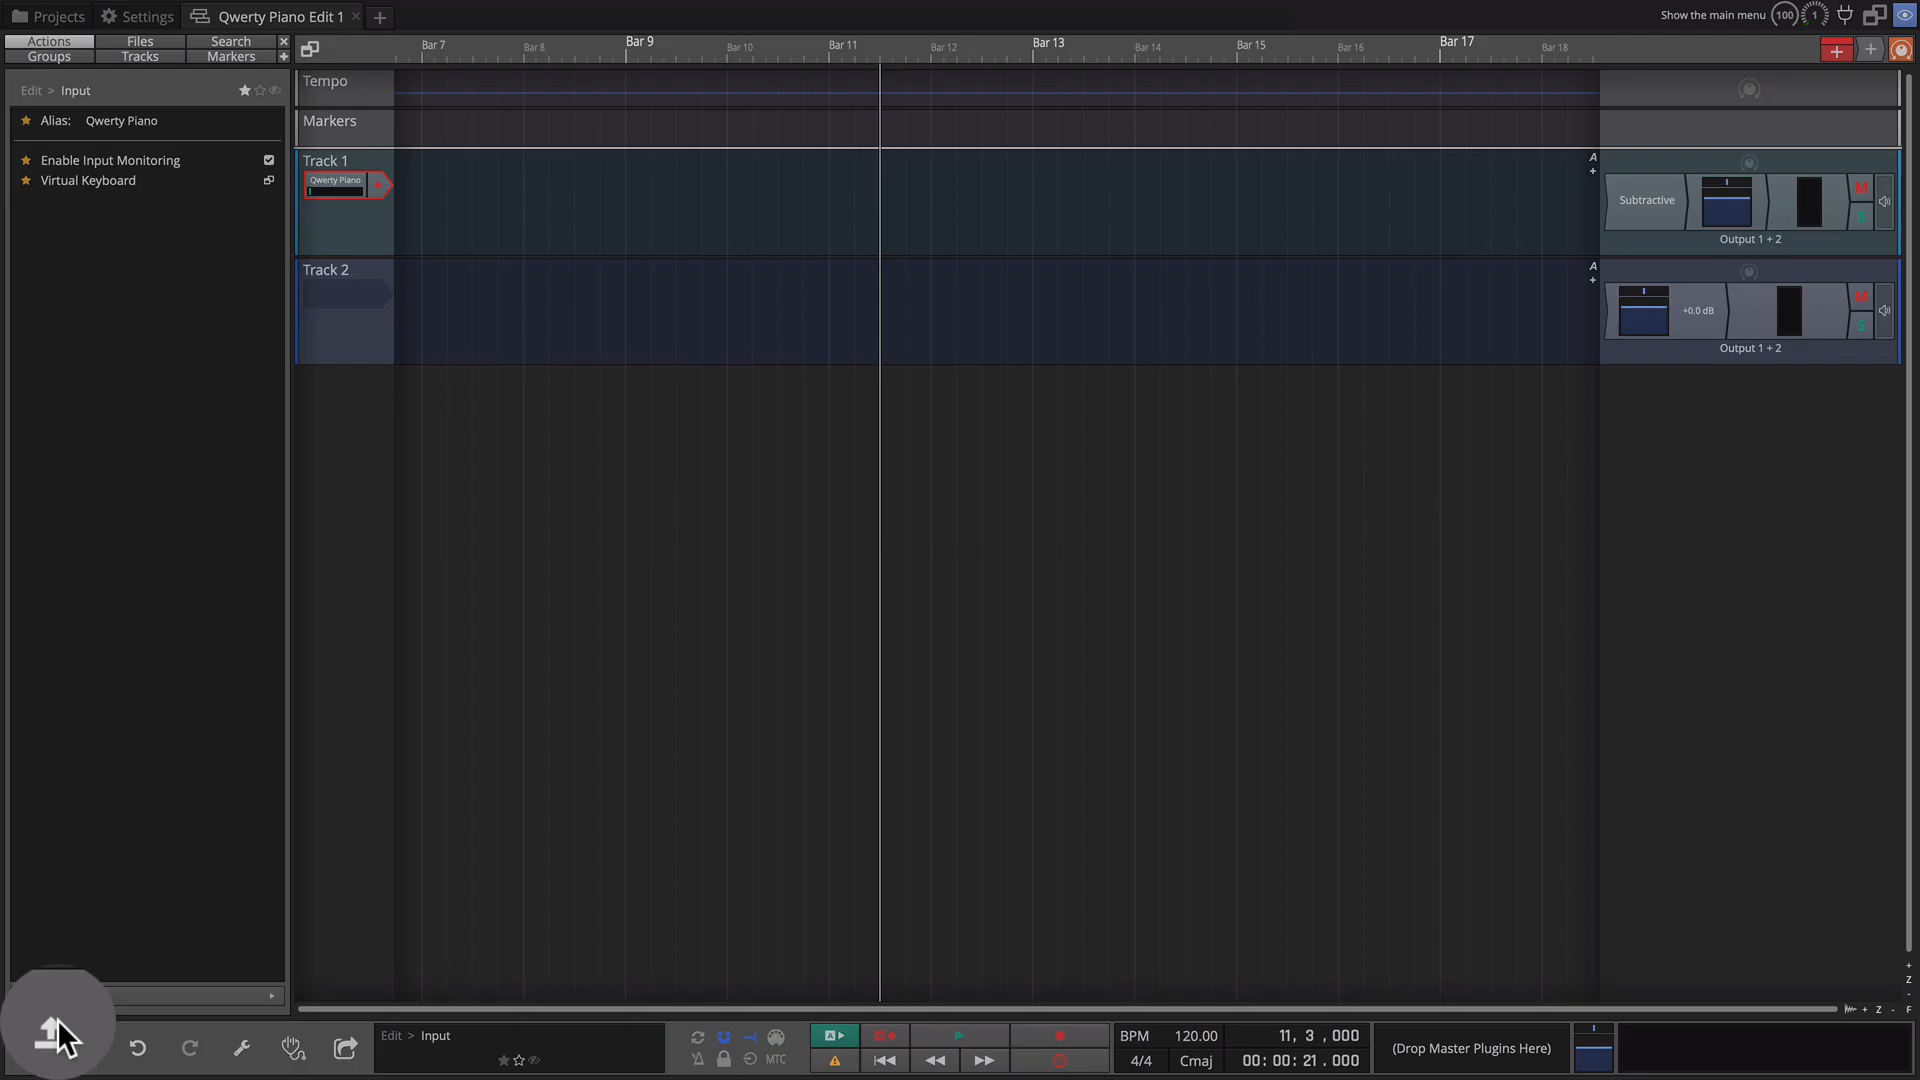 Projects Settings Qwerty Piano Edit 1 × +
Show the main menu 100 1
Actions Files Search ×
Groups Tracks Markers +
Bar 7 Bar 8 Bar 9 Bar 10 Bar 11 Bar 12 Bar 13 Bar 14 Bar 15 Bar 16 Bar 17 Bar 18
Edit > Input
Alias: Qwerty Piano
Enable Input Monitoring
Virtual Keyboard
Tempo
Markers
Track 1
Qwerty Piano
A
+
Subtractive
M
S
Output 1 + 2
Track 2
A
+
+0.0 dB
M
S
Output 1 + 2
+
Z
-
F
+ Z -
Edit > Input
MTC
A
BPM 120.00 11, 3 ,000
4/4 Cmaj 00: 00: 21 .000
(Drop Master Plugins Here)